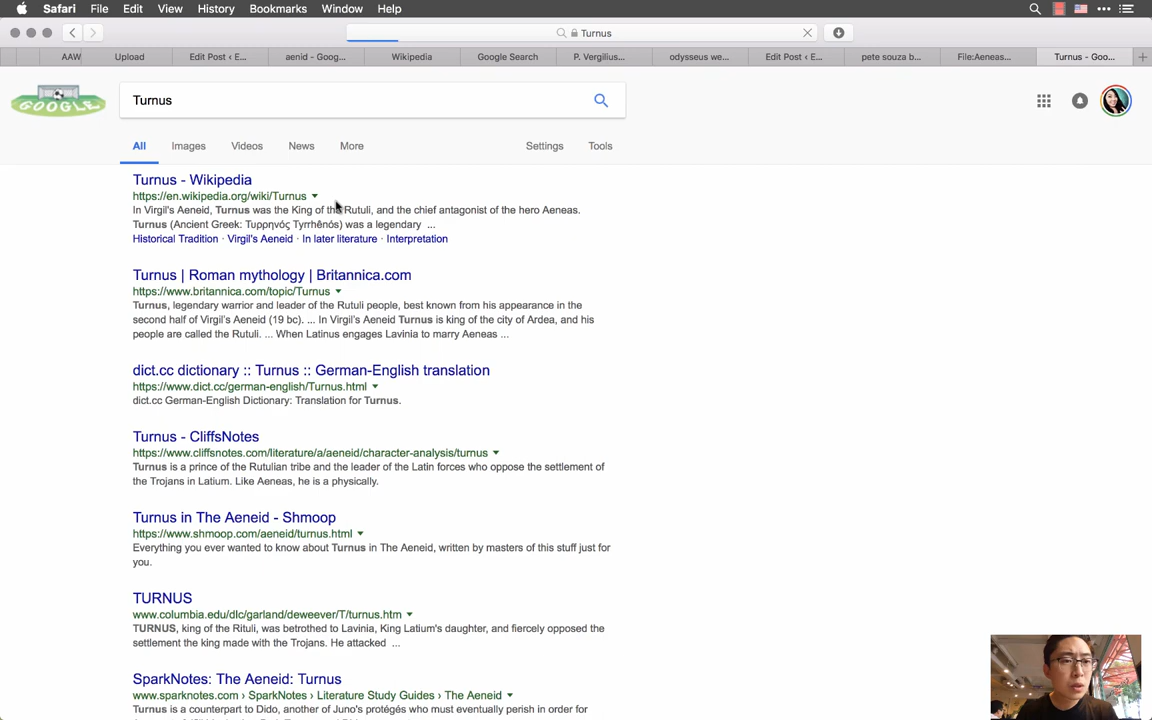 Safari File Edit View History Bookmarks Window Help
Turnus
AAW Upload Edit Post ‹ E... aenid - Goog... Wikipedia Google Search P. Vergilius... odysseus we... Edit Post ‹ E... pete souza b... File:Aeneas... Turnus - Goo...
GOOGLE
Turnus
All Images Videos News More Settings Tools
Turnus - Wikipedia
https://en.wikipedia.org/wiki/Turnus
In Virgil's Aeneid, Turnus was the King of the Rutuli, and the chief antagonist of the hero Aeneas.
Turnus (Ancient Greek: Τυρρηνός Tyrrhênós) was a legendary ...
Historical Tradition · Virgil's Aeneid · In later literature · Interpretation
Turnus | Roman mythology | Britannica.com
https://www.britannica.com/topic/Turnus
Turnus, legendary warrior and leader of the Rutuli people, best known from his appearance in the
second half of Virgil's Aeneid (19 bc). ... In Virgil's Aeneid Turnus is king of the city of Ardea, and his
people are called the Rutuli. ... When Latinus engages Lavinia to marry Aeneas ...
dict.cc dictionary :: Turnus :: German-English translation
https://www.dict.cc/german-english/Turnus.html
dict.cc German-English Dictionary: Translation for Turnus.
Turnus - CliffsNotes
https://www.cliffsnotes.com/literature/a/aeneid/character-analysis/turnus
Turnus is a prince of the Rutulian tribe and the leader of the Latin forces who oppose the settlement of
the Trojans in Latium. Like Aeneas, he is a physically.
Turnus in The Aeneid - Shmoop
https://www.shmoop.com/aeneid/turnus.html
Everything you ever wanted to know about Turnus in The Aeneid, written by masters of this stuff just for
you.
TURNUS
www.columbia.edu/dlc/garland/deweever/T/turnus.htm
TURNUS, king of the Rituli, was betrothed to Lavinia, King Latium's daughter, and fiercely opposed the
settlement the king made with the Trojans. He attacked ...
SparkNotes: The Aeneid: Turnus
www.sparknotes.com › SparkNotes › Literature Study Guides › The Aeneid
Turnus is a counterpart to Dido, another of Juno's protégés who must eventually perish in order for